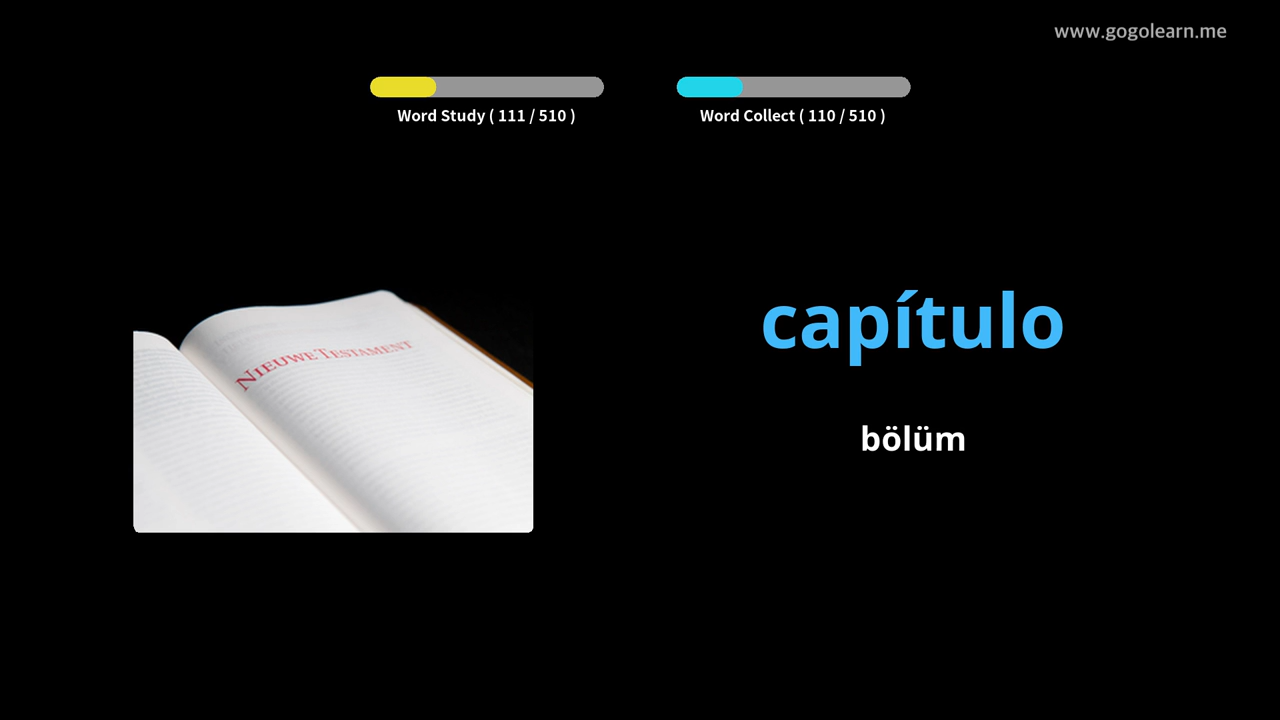 www.gogolearn.me
Word Study ( 111 / 510 )
Word Collect ( 110 / 510 )
NIEUWE TESTAMENT
capítulo
bölüm